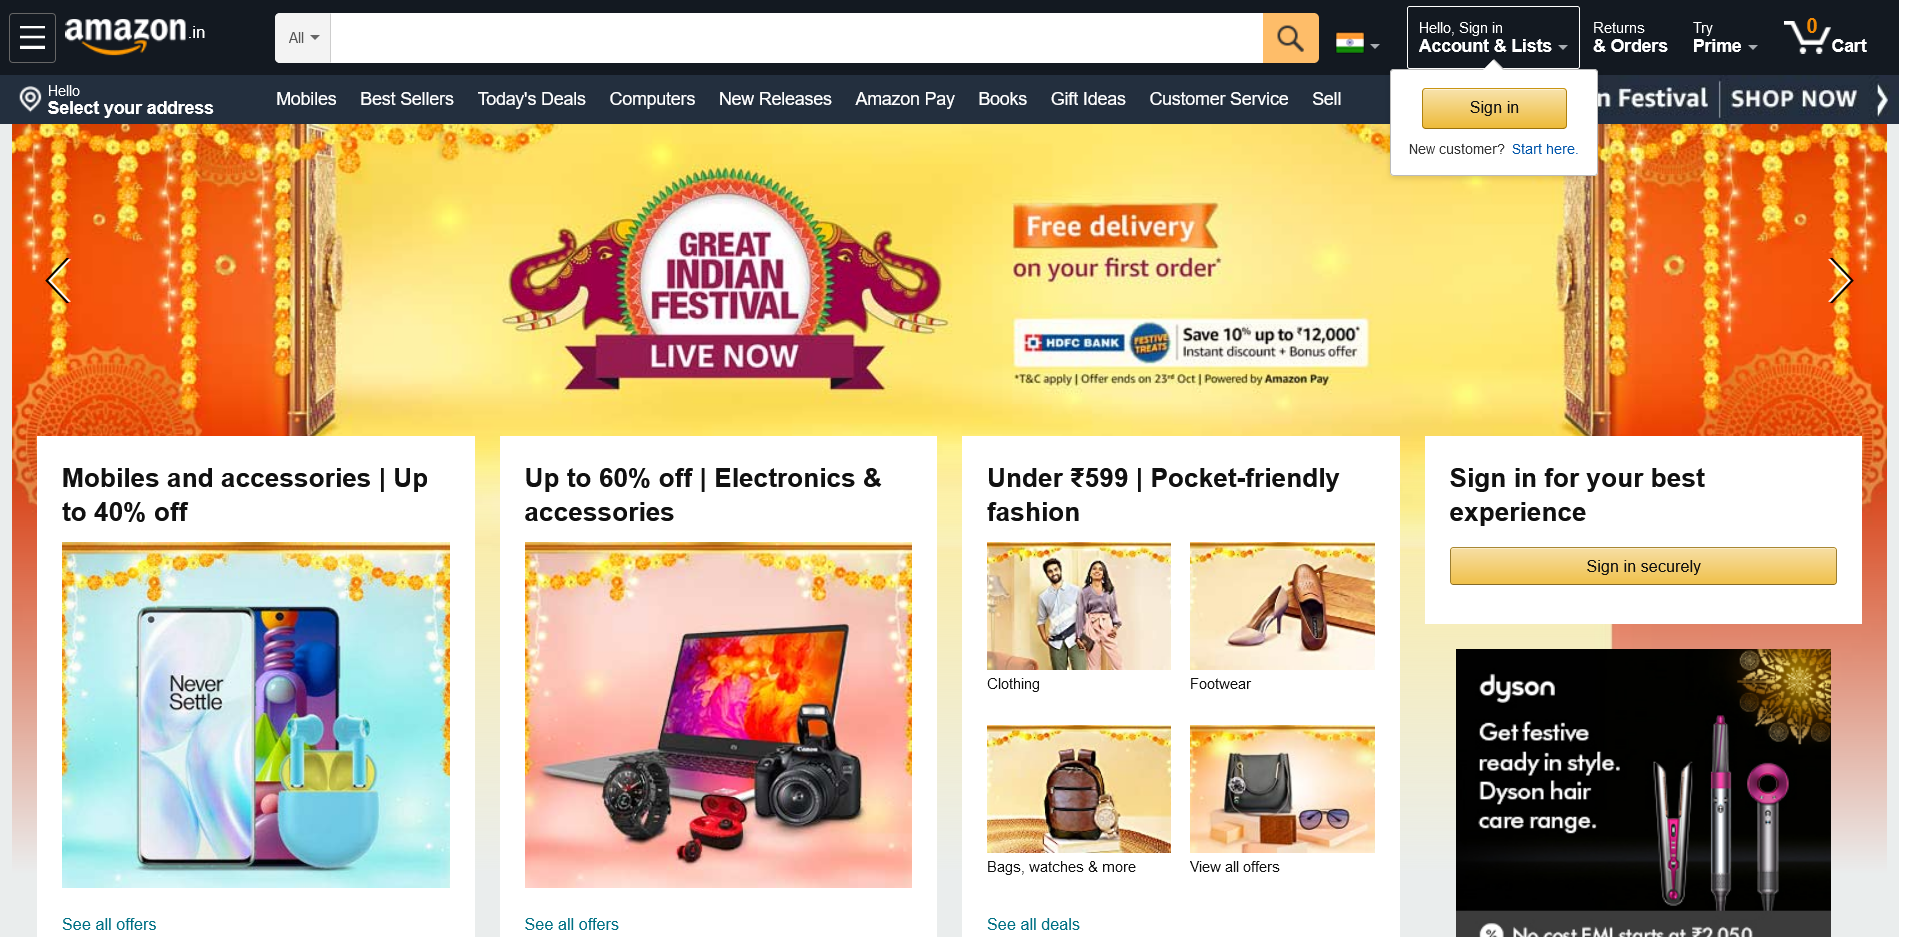 amazon.in
All
Hello, Sign in
Account & Lists
Returns
& Orders
Try
Prime
0
Cart
Hello
Select your address
Mobiles
Best Sellers
Today's Deals
Computers
New Releases
Amazon Pay
Books
Gift Ideas
Customer Service
Sell
n Festival
SHOP NOW
Sign in
New customer? Start here.
GREAT
INDIAN
FESTIVAL
LIVE NOW
Free delivery
on your first order*
HDFC BANK
FESTIVE
TREATS
Save 10% up to ₹12,000*
Instant discount + Bonus offer
*T&C apply | Offer ends on 23rd Oct | Powered by Amazon Pay
Mobiles and accessories | Up
to 40% off
Never
Settle
See all offers
Up to 60% off | Electronics &
accessories
Canon
See all offers
Under ₹599 | Pocket-friendly
fashion
Clothing
Footwear
Bags, watches & more
View all offers
See all deals
Sign in for your best
experience
Sign in securely
dyson
Get festive
ready in style.
Dyson hair
care range.
% No cost EMI starts at ₹2,050